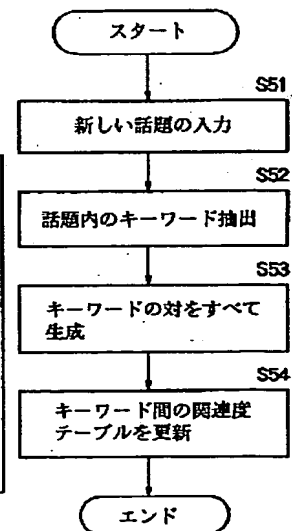 スタート
S51
新しい話題の入力
S52
話題内のキーワード抽出
S53
キーワードの対をすべて
生成
S54
キーワード間の関連度
テーブルを更新
エンド